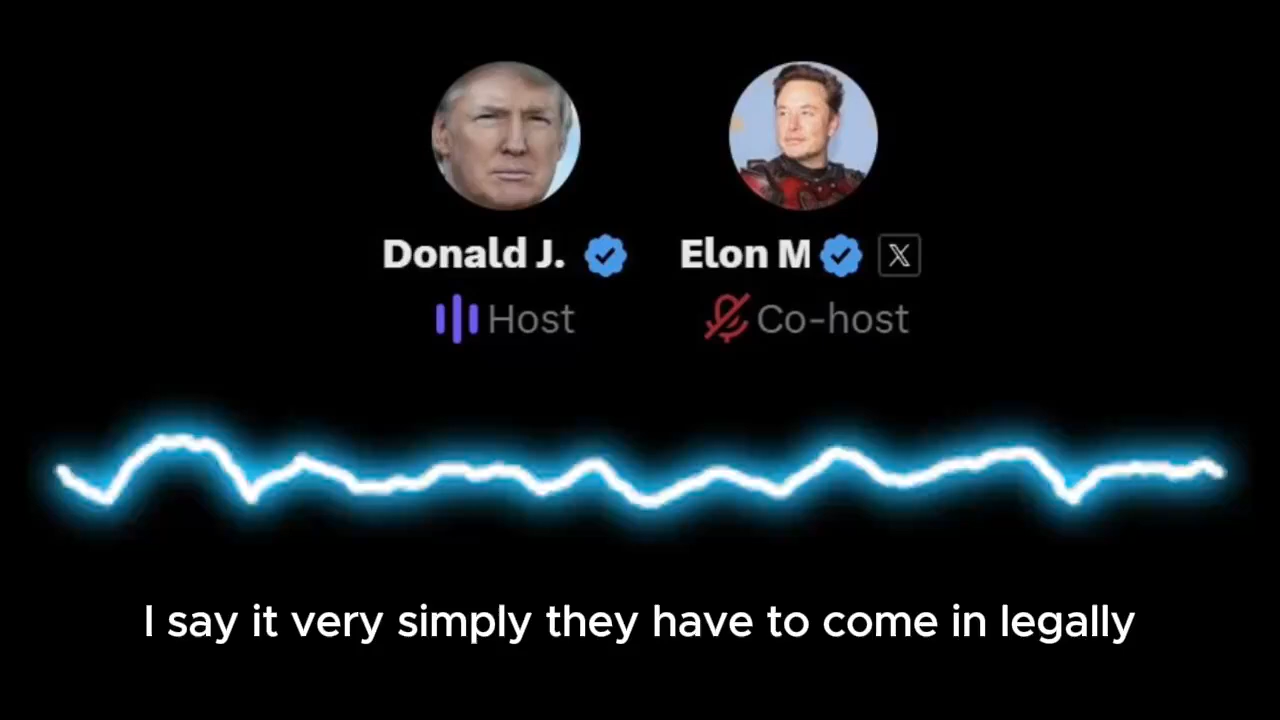 Donald J. Elon M X
Host Co-host
I say it very simply they have to come in legally